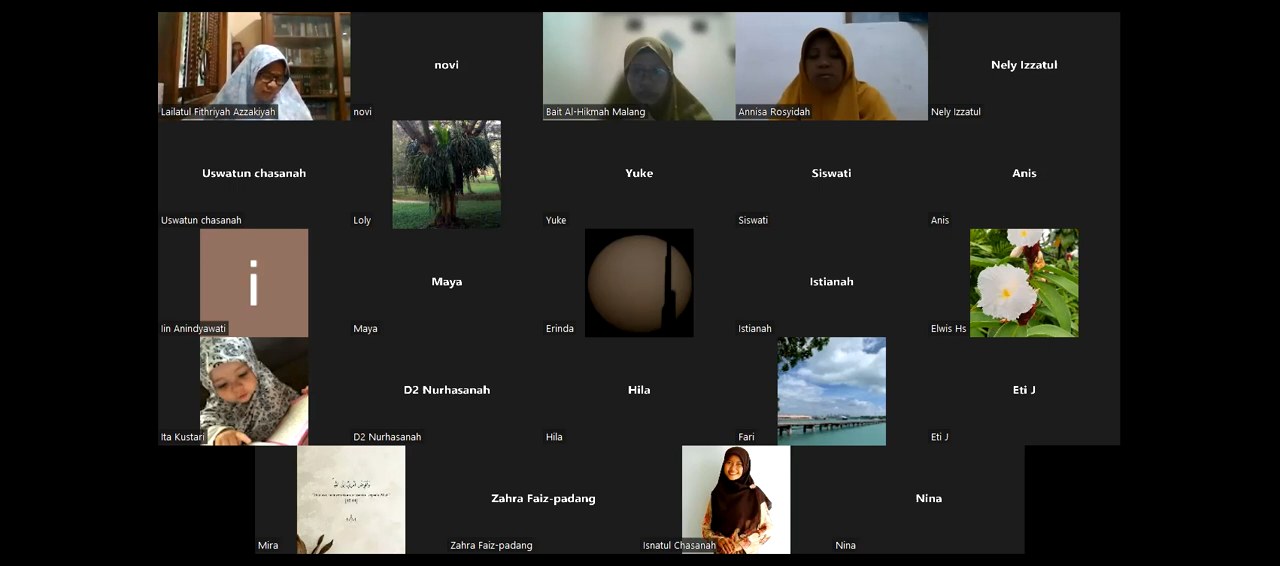 Lailatul Fithriyah Azzakiyah
novi
novi
Bait Al-Hikmah Malang
Annisa Rosyidah
Nely Izzatul
Nely Izzatul
Uswatun chasanah
Uswatun chasanah
Loly
Yuke
Yuke
Siswati
Siswati
Anis
Anis
i
Iin Anindyawati
Maya
Maya
Erinda
Istianah
Istianah
Elwis Hs
Ita Kustari
D2 Nurhasanah
D2 Nurhasanah
Hila
Hila
Fari
Eti J
Eti J
Mira
Zahra Faiz-padang
Zahra Faiz-padang
Isnatul Chasanah
Nina
Nina